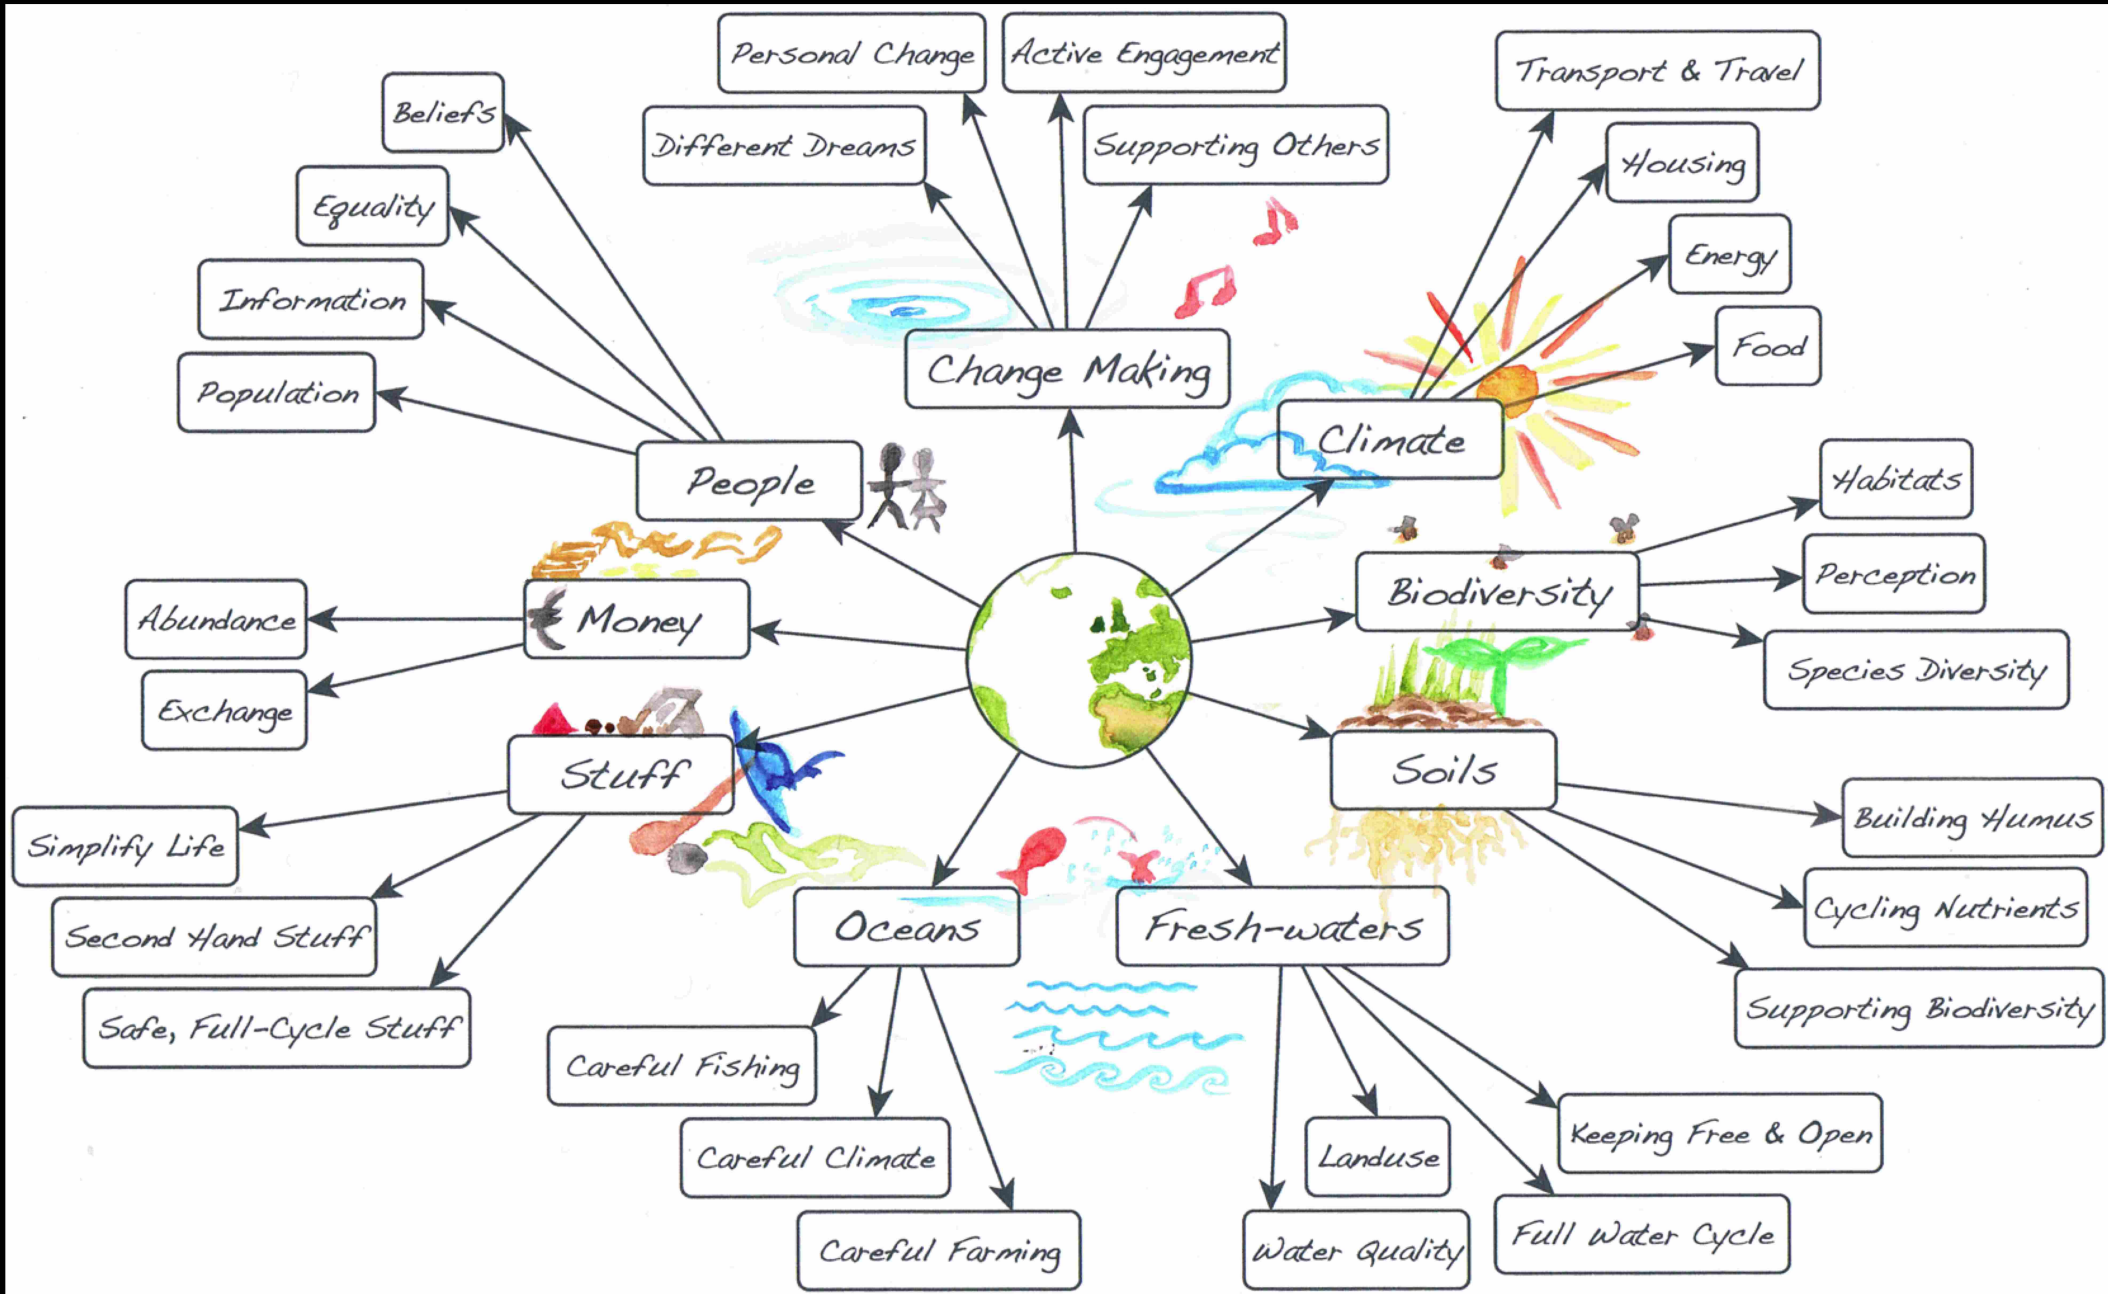 Personal Change
Active Engagement
Different Dreams
Supporting Others
Change Making
Transport & Travel
Housing
Energy
Food
Climate
Habitats
Perception
Species Diversity
Biodiversity
Soils
Building Humus
Cycling Nutrients
Supporting Biodiversity
Fresh-waters
Keeping Free & Open
Full Water Cycle
Landuse
Water Quality
Oceans
Careful Fishing
Careful Climate
Careful Farming
Stuff
Simplify Life
Second Hand Stuff
Safe, Full-Cycle Stuff
€ Money
Abundance
Exchange
People
Beliefs
Equality
Information
Population